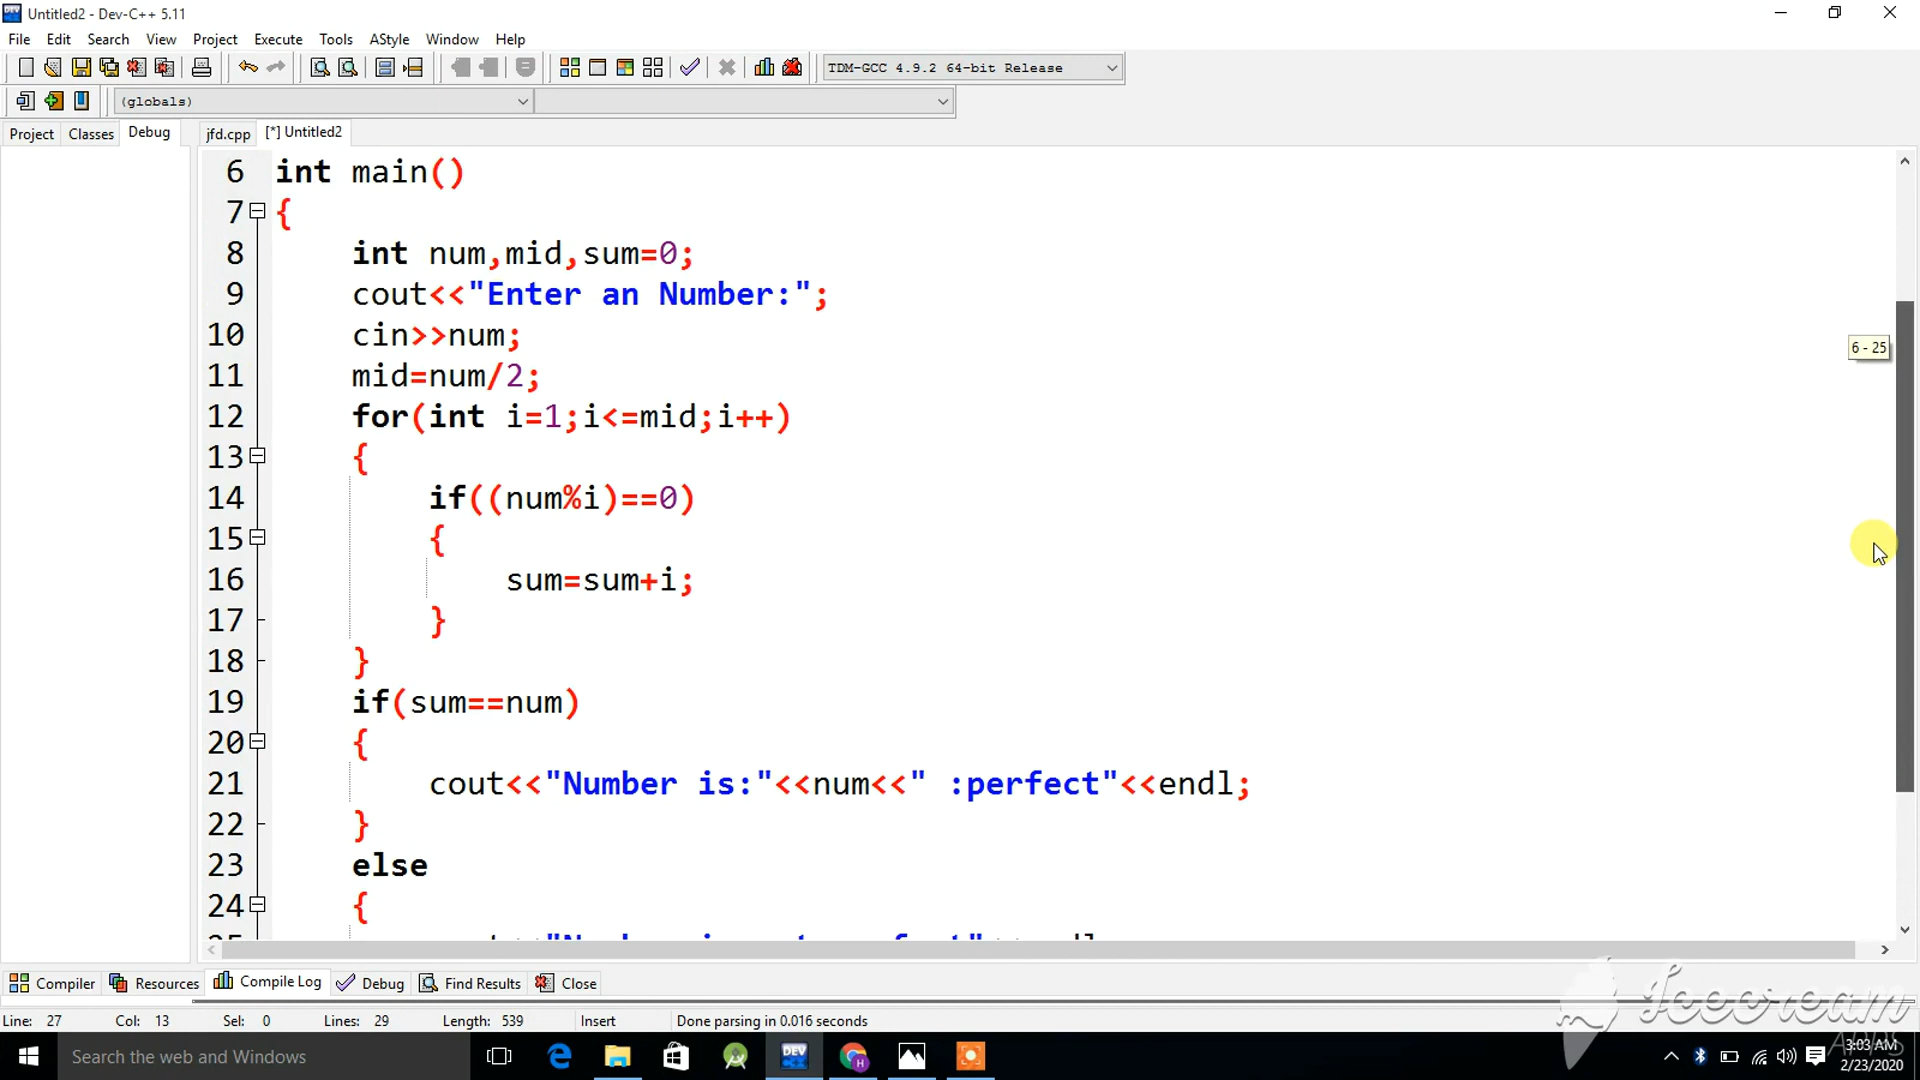 Untitled2 - Dev-C++ 5.11
File Edit Search View Project Execute Tools AStyle Window Help
TDM-GCC 4.9.2 64-bit Release
(globals)
Project Classes Debug jfd.cpp [*] Untitled2
6 int main()
7 {
8 int num,mid,sum=0;
9 cout<<"Enter an Number:";
10 cin>>num;
11 mid=num/2;
12 for(int i=1;i<=mid;i++)
13 {
14 if((num%i)==0)
15 {
16 sum=sum+i;
17 }
18 }
19 if(sum==num)
20 {
21 cout<<"Number is:"<<num<<" :perfect"<<endl;
22 }
23 else
24 {
6 - 25
Compiler Resources Compile Log Debug Find Results Close
Line: 27 Col: 13 Sel: 0 Lines: 29 Length: 539 Insert Done parsing in 0.016 seconds
Icecream
APPS
Search the web and Windows
DEV
H
3:03 AM
2/23/2020